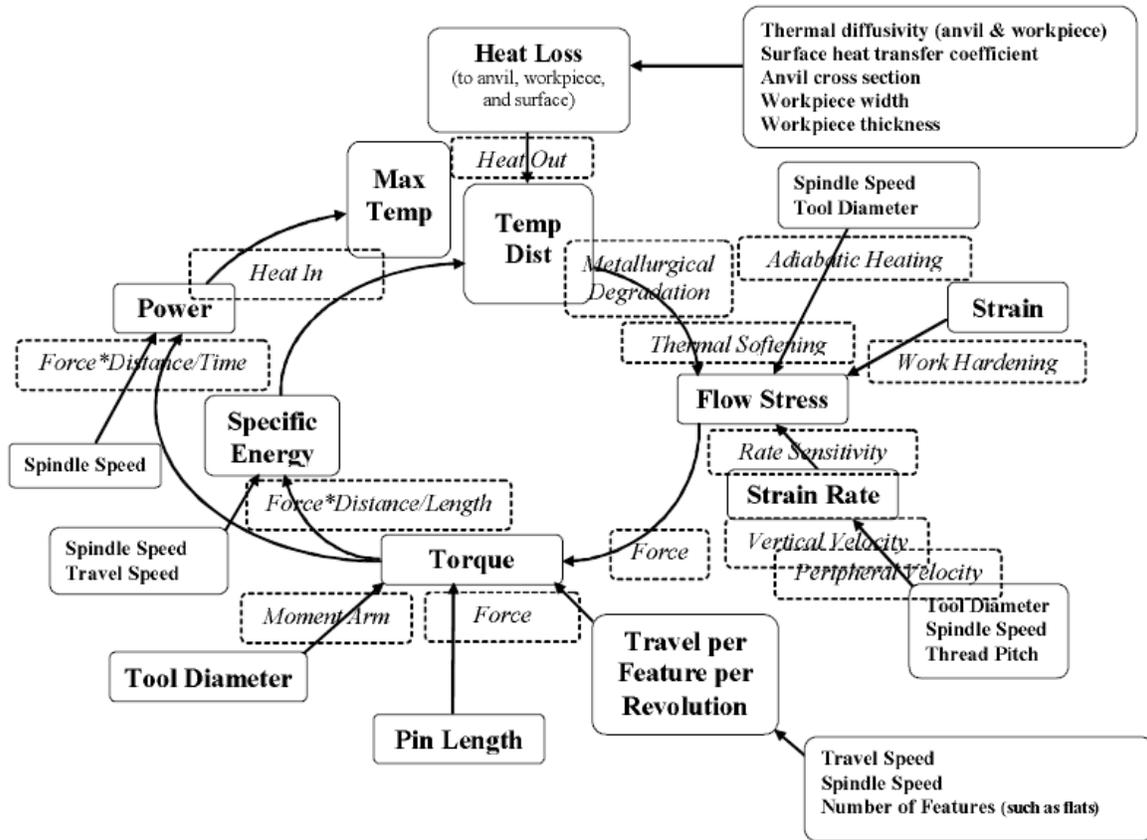 Heat Loss
(to anvil, workpiece,
and surface)
Thermal diffusivity (anvil & workpiece)
Surface heat transfer coefficient
Anvil cross section
Workpiece width
Workpiece thickness
Heat Out
Max
Temp
Temp
Dist
Spindle Speed
Tool Diameter
Heat In
Metallurgical
Degradation
Adiabatic Heating
Power
Strain
Force*Distance/Time
Thermal Softening
Work Hardening
Flow Stress
Specific
Energy
Spindle Speed
Rate Sensitivity
Strain Rate
Force*Distance/Length
Spindle Speed
Travel Speed
Torque
Force
Vertical Velocity
Peripheral Velocity
Moment Arm
Force
Tool Diameter
Spindle Speed
Thread Pitch
Travel per
Feature per
Revolution
Tool Diameter
Pin Length
Travel Speed
Spindle Speed
Number of Features (such as flats)